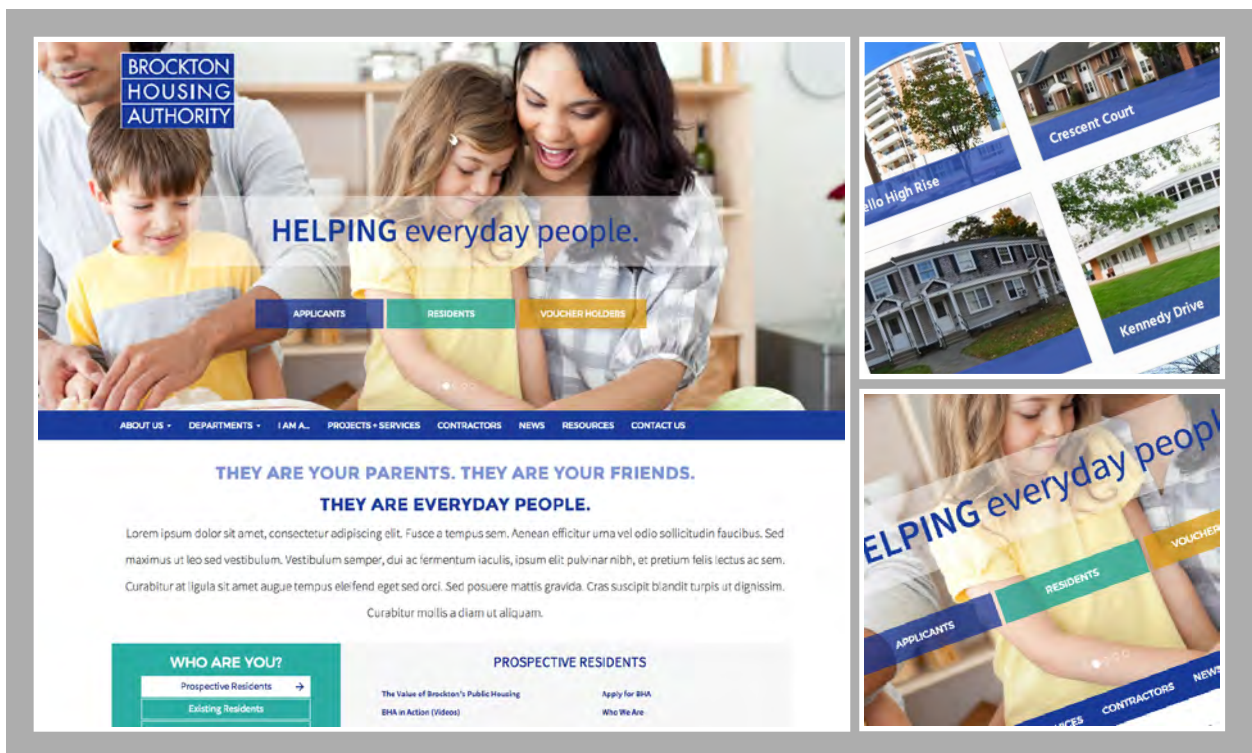 BROCKTON
HOUSING
AUTHORITY
HELPING everyday people.
APPLICANTS
RESIDENTS
VOUCHER HOLDERS
ABOUT US
DEPARTMENTS
I AM A...
PROJECTS + SERVICES
CONTRACTORS
NEWS
RESOURCES
CONTACT US
THEY ARE YOUR PARENTS. THEY ARE YOUR FRIENDS.
THEY ARE EVERYDAY PEOPLE.
Lorem ipsum dolor sit amet, consectetur adipiscing elit. Fusce a tempus sem. Aenean efficitur urna vel odio sollicitudin faucibus. Sed
maximus ut leo sed vestibulum. Vestibulum semper, dui ac fermentum iaculis, ipsum elit pulvinar nibh, et pretium felis lectus ac sem.
Curabitur at ligula sit amet augue tempus eleifend eget sed orci. Sed posuere mattis gravida. Cras suscipit blandit turpis ut dignissim.
Curabitur mollis a diam ut aliquam.
WHO ARE YOU?
Prospective Residents →
Existing Residents
PROSPECTIVE RESIDENTS
The Value of Brockton's Public Housing
Apply for BHA
BHA in Action (Videos)
Who We Are
ello High Rise
Crescent Court
Kennedy Drive
ELPING everyday peopl
APPLICANTS
RESIDENTS
VOUCHER
VICES
CONTRACTORS
NEWS